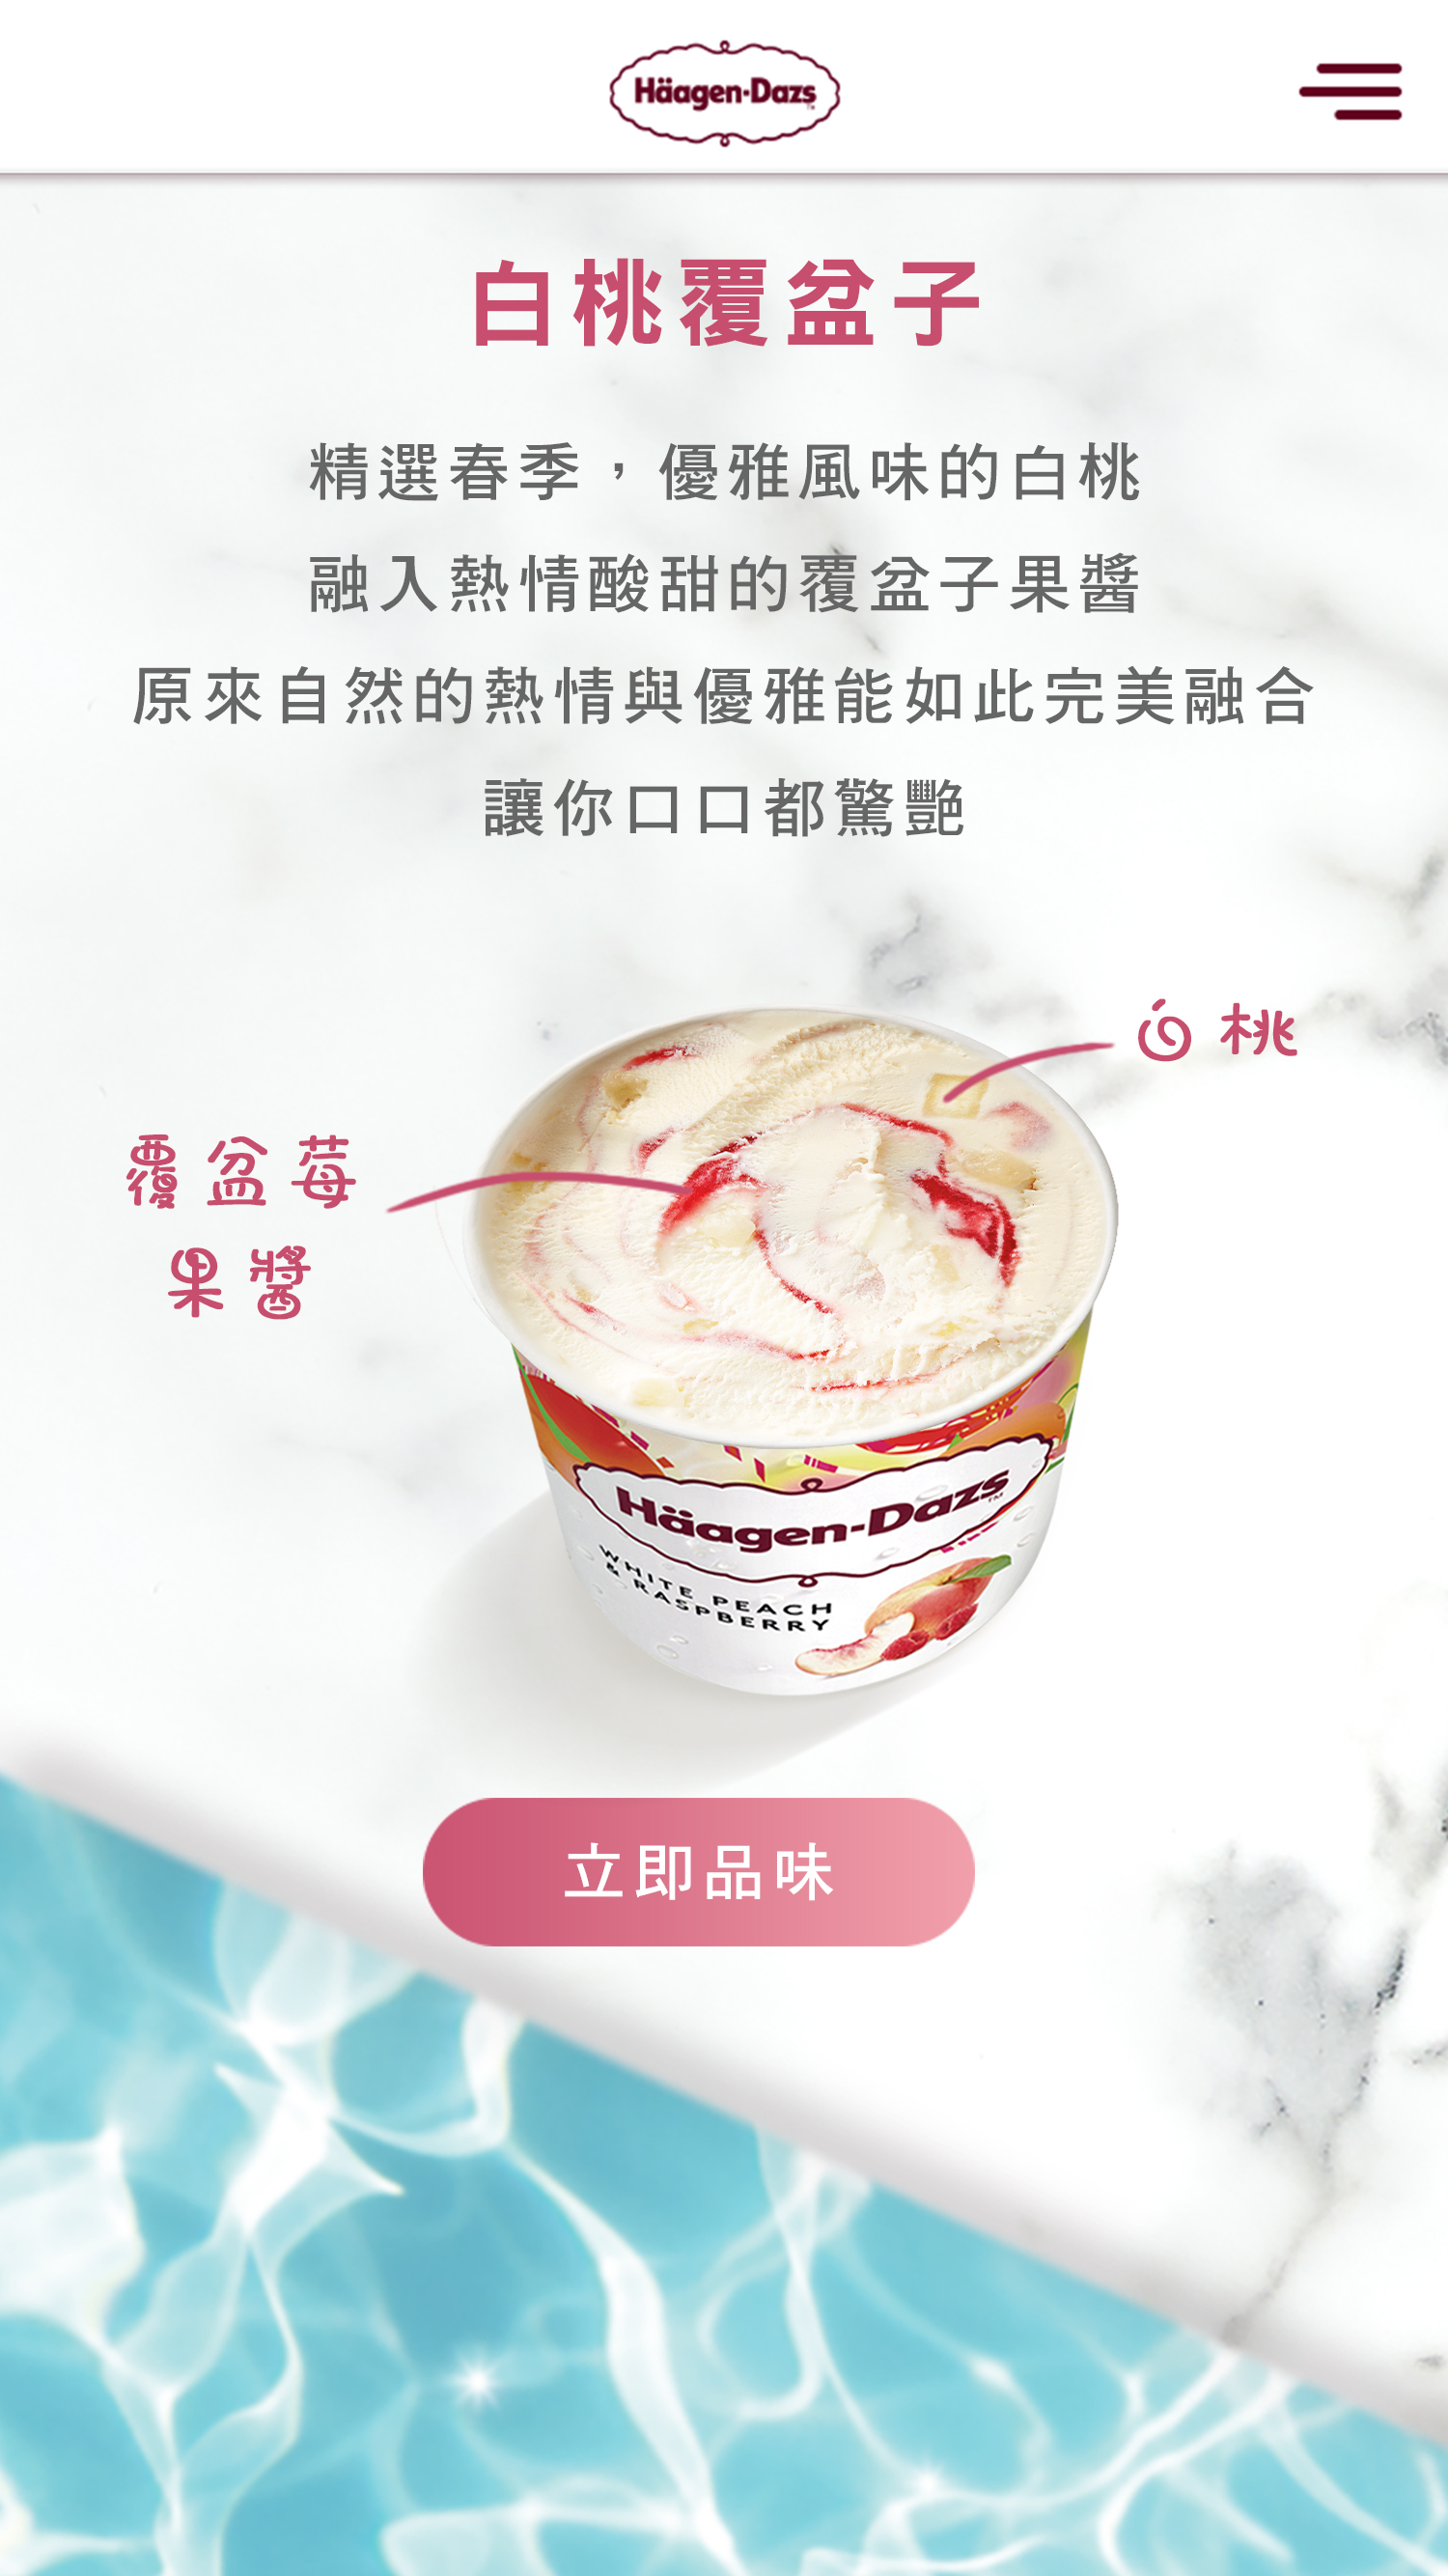 Häagen-Dazs
白桃覆盆子
精選春季，優雅風味的白桃
融入熱情酸甜的覆盆子果醬
原來自然的熱情與優雅能如此完美融合
讓你口口都驚艷
白桃
覆盆莓
果醬
Häagen-Dazs
WHITE PEACH
& RASPBERRY
立即品味